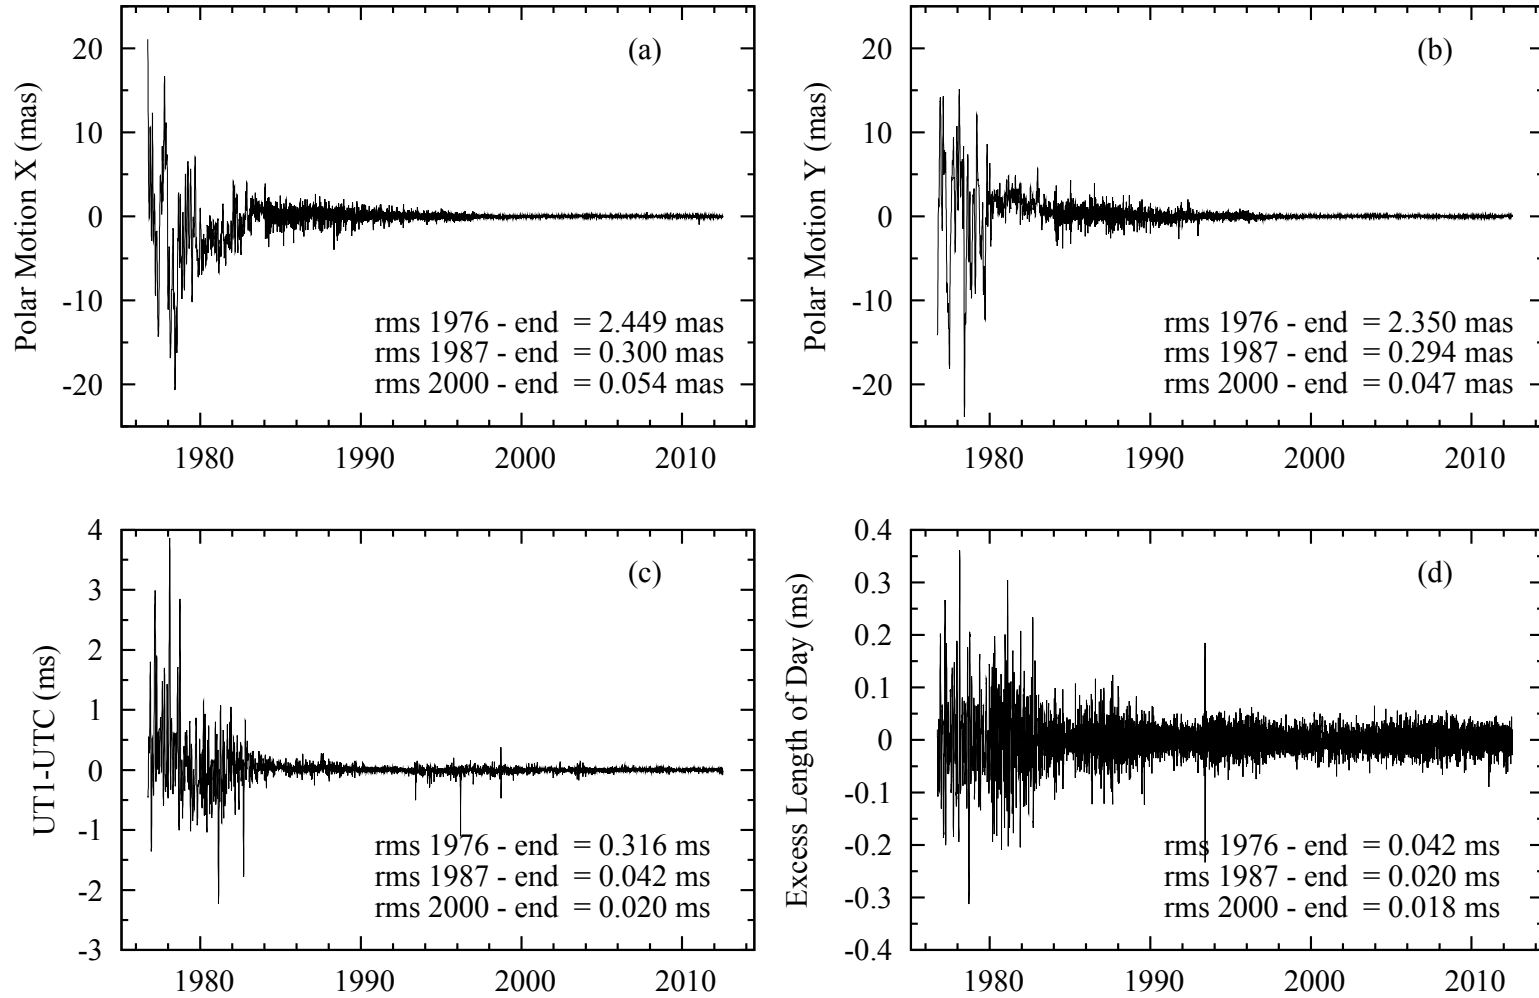 (a)
Polar Motion X (mas)
20
10
0
-10
-20
rms 1976 - end = 2.449 mas
rms 1987 - end = 0.300 mas
rms 2000 - end = 0.054 mas
1980 1990 2000 2010
(b)
Polar Motion Y (mas)
20
10
0
-10
-20
rms 1976 - end = 2.350 mas
rms 1987 - end = 0.294 mas
rms 2000 - end = 0.047 mas
1980 1990 2000 2010
(c)
UT1-UTC (ms)
4
3
2
1
0
-1
-2
-3
rms 1976 - end = 0.316 ms
rms 1987 - end = 0.042 ms
rms 2000 - end = 0.020 ms
1980 1990 2000 2010
(d)
Excess Length of Day (ms)
0.4
0.3
0.2
0.1
0
-0.1
-0.2
-0.3
-0.4
rms 1976 - end = 0.042 ms
rms 1987 - end = 0.020 ms
rms 2000 - end = 0.018 ms
1980 1990 2000 2010